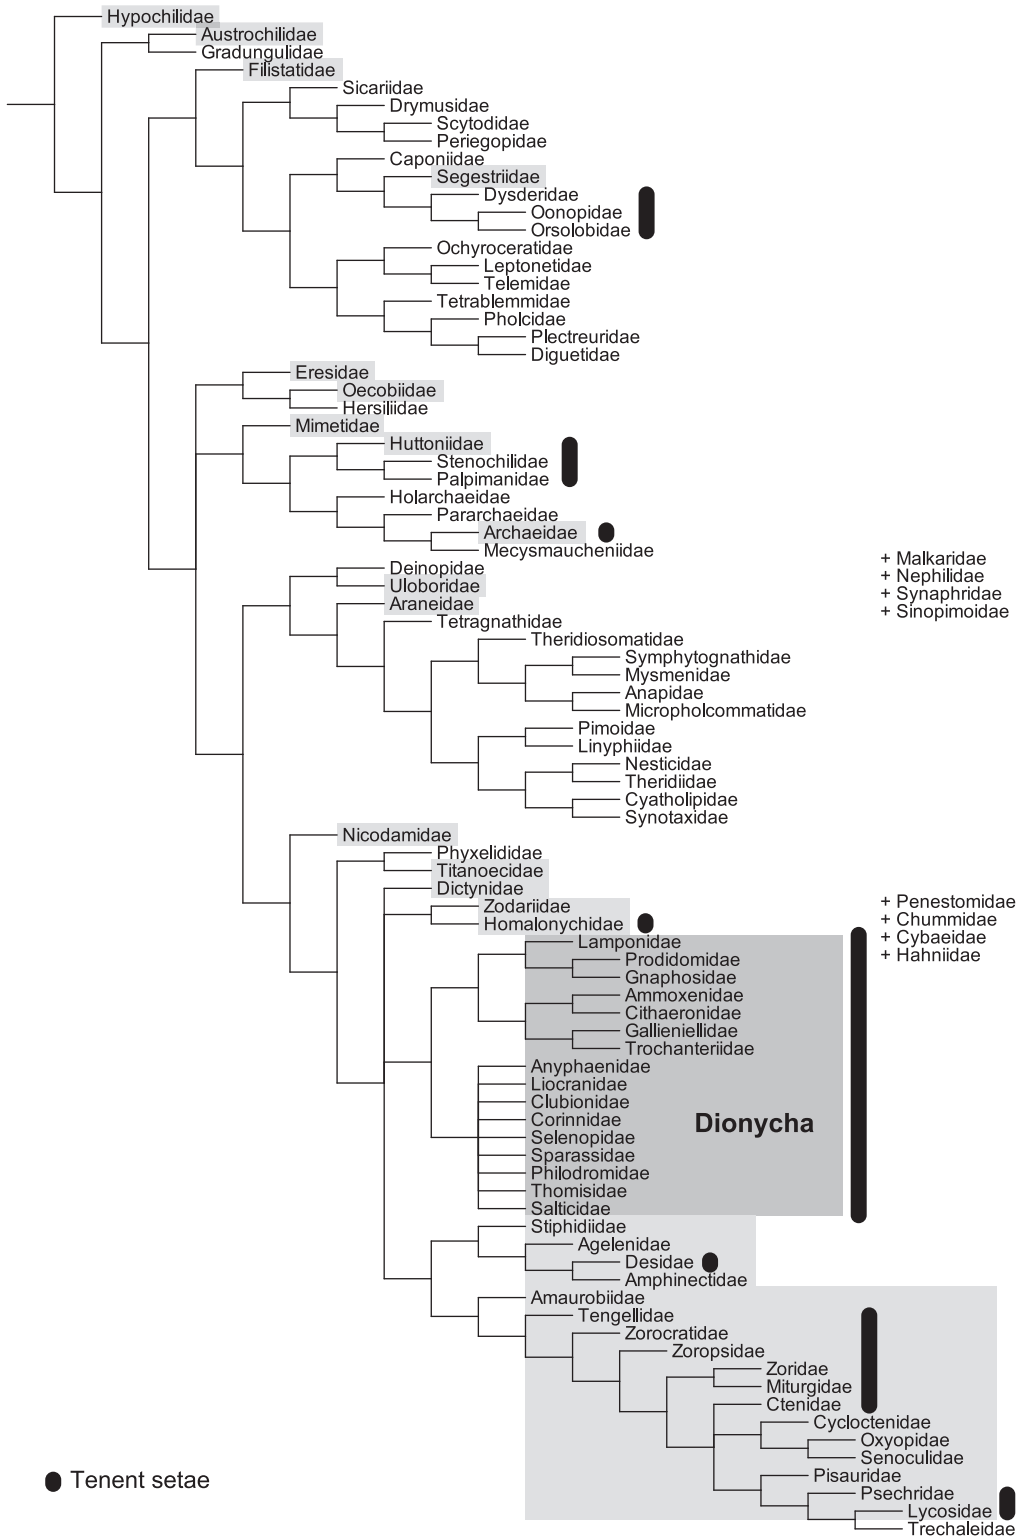 Hypochilidae
Austrochilidae
Gradungulidae
Filistatidae
Sicariidae
Drymusidae
Scytodidae
Periegopidae
Caponiidae
Segestriidae
Dysderidae
Oonopidae
Orsolobidae
Ochyroceratidae
Leptonetidae
Telemidae
Tetrablemmidae
Pholcidae
Plectreuridae
Diguetidae
Eresidae
Oecobiidae
Hersiliidae
Mimetidae
Huttoniidae
Stenochilidae
Palpimanidae
Holarchaeidae
Pararchaeidae
Archaeidae
Mecysmaucheniidae
+ Malkaridae
Deinopidae
+ Nephilidae
Uloboridae
+ Synaphridae
Araneidae
+ Sinopimoidae
Tetragnathidae
Theridiosomatidae
Symphytognathidae
Mysmenidae
Anapidae
Micropholcommatidae
Pimoidae
Linyphiidae
Nesticidae
Theridiidae
Cyatholipidae
Synotaxidae
Nicodamidae
Phyxelididae
Titanoecidae
Dictynidae
+ Penestomidae
Zodariidae
+ Chummidae
Homalonychidae
+ Cybaeidae
Lamponidae
+ Hahniidae
Prodidomidae
Gnaphosidae
Ammoxenidae
Cithaeronidae
Gallieniellidae
Trochanteriidae
Anyphaenidae
Liocranidae
Clubionidae
Corinnidae
Dionycha
Selenopidae
Sparassidae
Philodromidae
Thomisidae
Salticidae
Stiphidiidae
Agelenidae
Desidae
Amphinectidae
Amaurobiidae
Tengellidae
Zorocratidae
Zoropsidae
Zoridae
Miturgidae
Ctenidae
Cycloctenidae
Oxyopidae
Senoculidae
Pisauridae
Tenent setae
Psechridae
Lycosidae
Trechaleidae